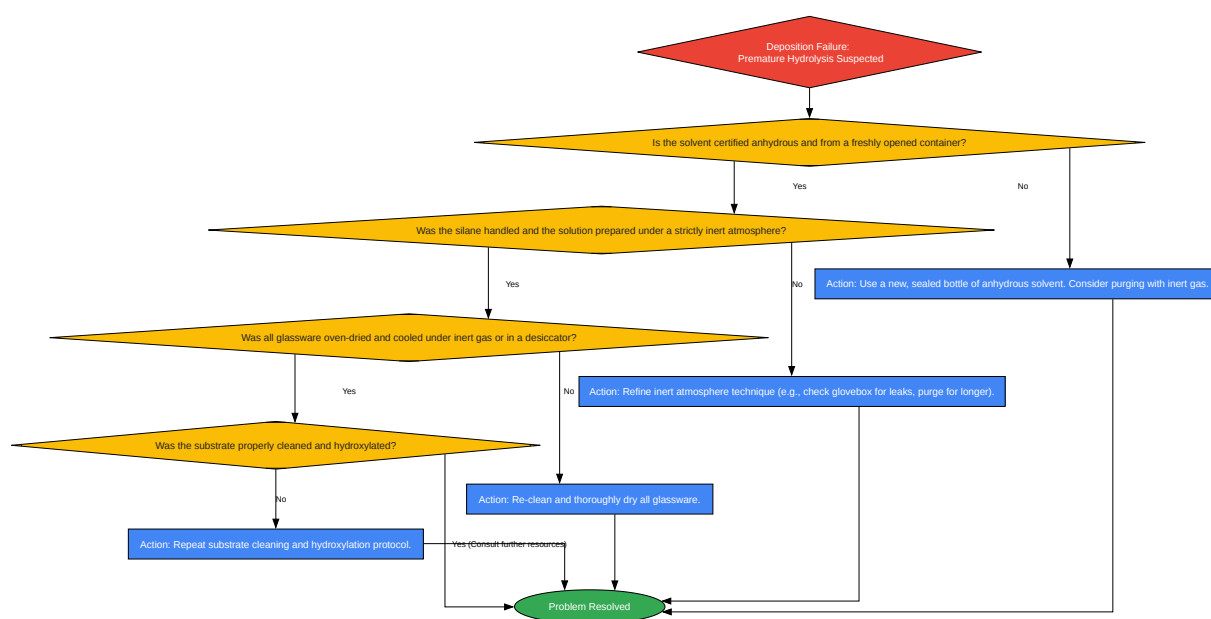 Deposition Failure:
Premature Hydrolysis Suspected
Is the solvent certified anhydrous and from a freshly opened container?
Yes
No
Was the silane handled and the solution prepared under a strictly inert atmosphere?
Yes
No
Action: Use a new, sealed bottle of anhydrous solvent. Consider purging with inert gas.
Was all glassware oven-dried and cooled under inert gas or in a desiccator?
Yes
No
Action: Refine inert atmosphere technique (e.g., check glovebox for leaks, purge for longer).
Was the substrate properly cleaned and hydroxylated?
No
Action: Re-clean and thoroughly dry all glassware.
Action: Repeat substrate cleaning and hydroxylation protocol.
Yes (Consult further resources)
Problem Resolved